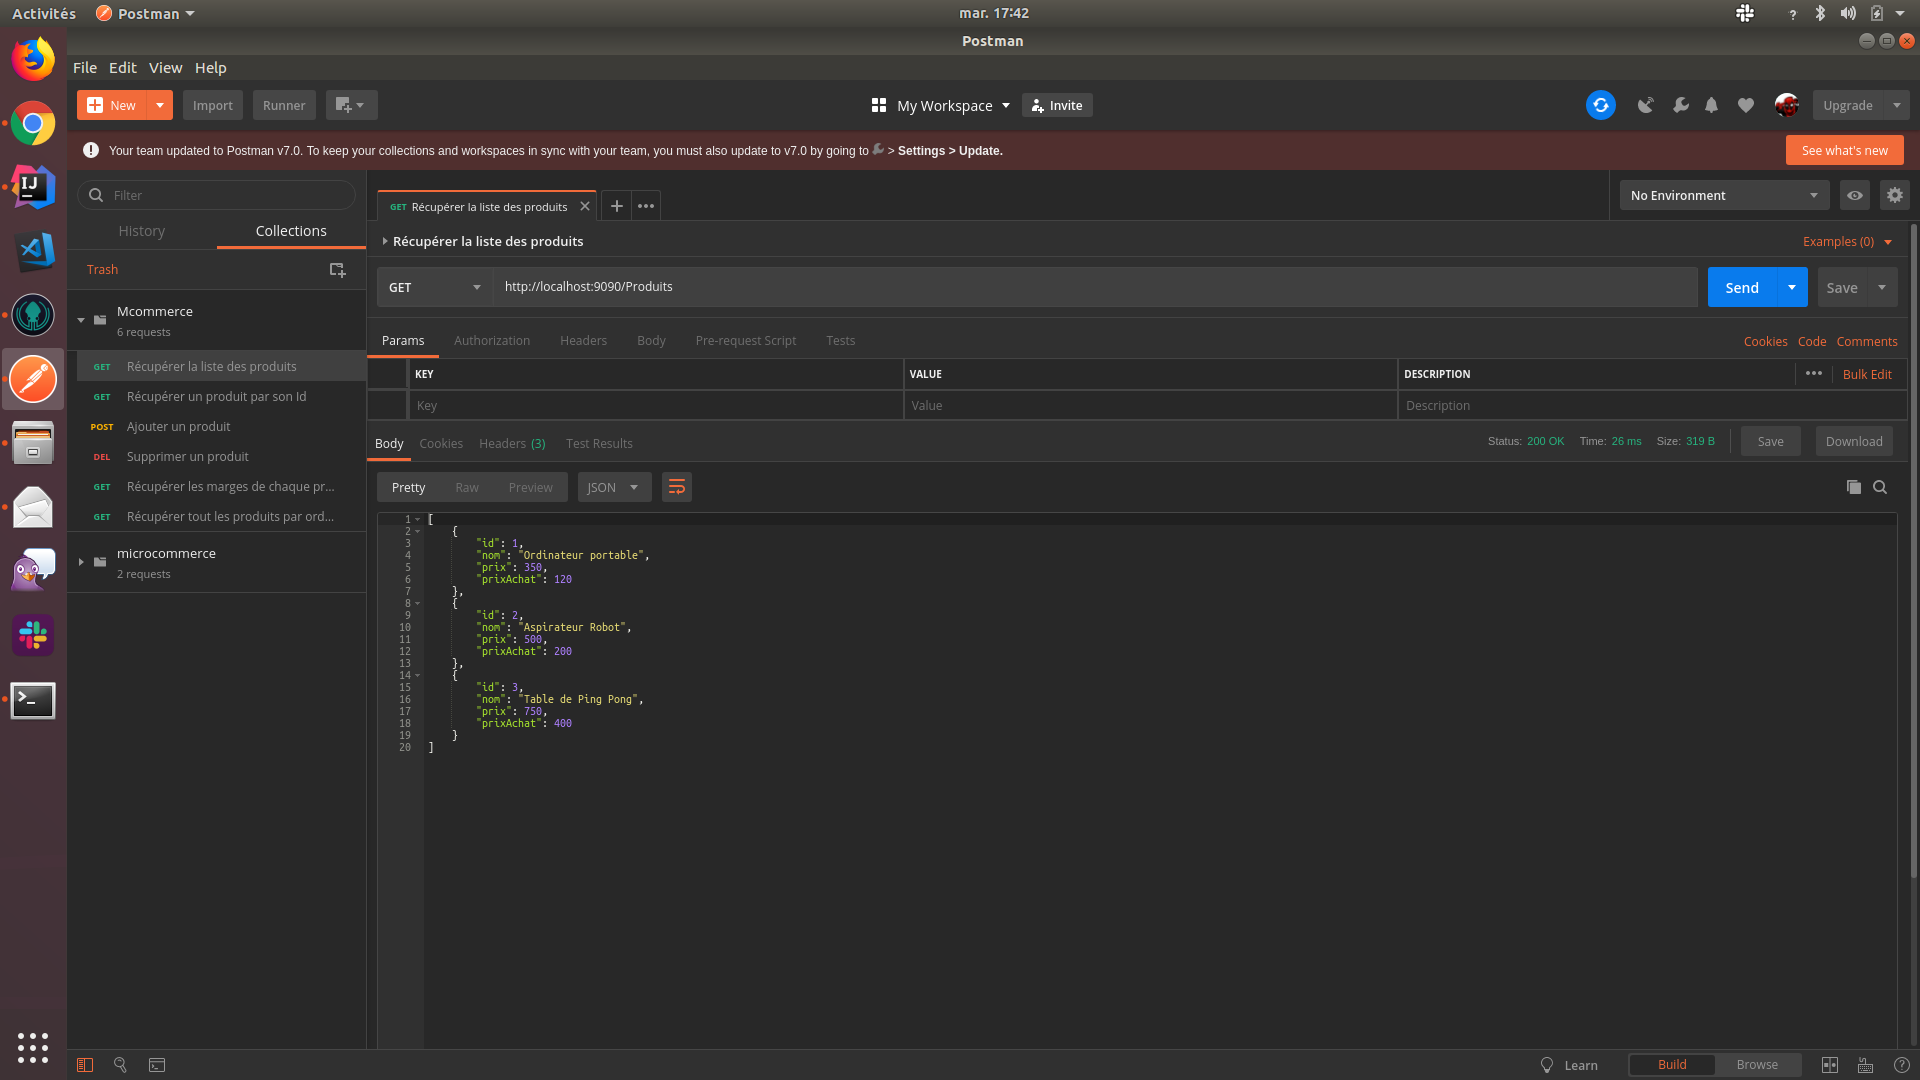 Activités Postman mar. 17:42
Postman
File Edit View Help
New Import Runner My Workspace Invite Upgrade
Your team updated to Postman v7.0. To keep your collections and workspaces in sync with your team, you must also update to v7.0 by going to > Settings > Update. See what's new
Filter
History Collections
Trash
Mcommerce
6 requests
GET Récupérer la liste des produits
GET Récupérer un produit par son Id
POST Ajouter un produit
DEL Supprimer un produit
GET Récupérer les marges de chaque pr...
GET Récupérer tout les produits par ord...
microcommerce
2 requests
GET Récupérer la liste des produits
No Environment
Récupérer la liste des produits
Examples (0)
GET http://localhost:9090/Produits Send Save
Params Authorization Headers Body Pre-request Script Tests Cookies Code Comments
KEY VALUE DESCRIPTION ••• Bulk Edit
Key Value Description
Body Cookies Headers (3) Test Results Status: 200 OK Time: 26 ms Size: 319 B Save Download
Pretty Raw Preview JSON
1 [
2 {
3 "id": 1,
4 "nom": "Ordinateur portable",
5 "prix": 350,
6 "prixAchat": 120
7 },
8 {
9 "id": 2,
10 "nom": "Aspirateur Robot",
11 "prix": 500,
12 "prixAchat": 200
13 },
14 {
15 "id": 3,
16 "nom": "Table de Ping Pong",
17 "prix": 750,
18 "prixAchat": 400
19 }
20 ]
Learn Build Browse